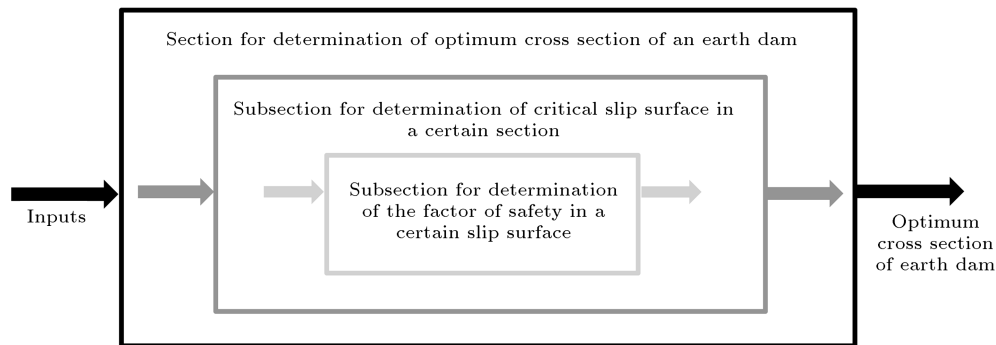 Section for determination of optimum cross section of an earth dam
Subsection for determination of critical slip surface in
a certain section
Subsection for determination
of the factor of safety in a
certain slip surface
Inputs
Optimum
cross section
of earth dam